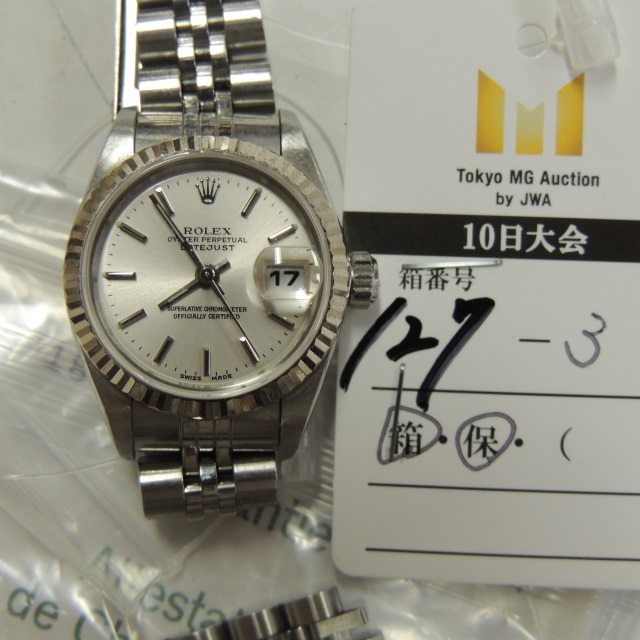 ROLEX
OYSTER PERPETUAL
DATEJUST
17
SUPERLATIVE CHRONOMETER
OFFICIALLY CERTIFIED
SWISS MADE
Tokyo MG Auction
by JWA
10日大会
箱番号
127-3
箱・保・(
de